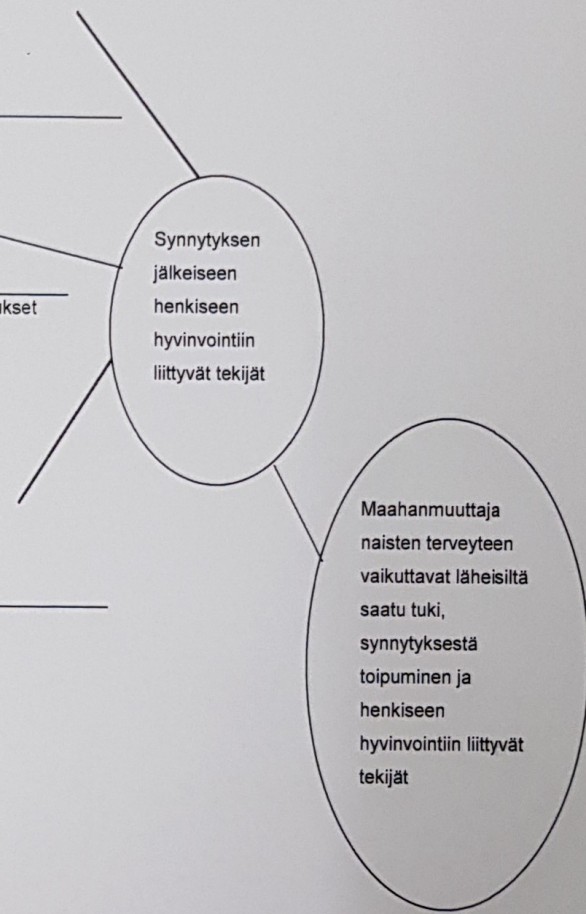 Synnytyksen
jälkeiseen
henkiseen
hyvinvointiin
liittyvät tekijät
kset
Maahanmuuttaja
naisten terveyteen
vaikuttavat läheisiltä
saatu tuki,
synnytyksestä
toipuminen ja
henkiseen
hyvinvointiin liittyvät
tekijät